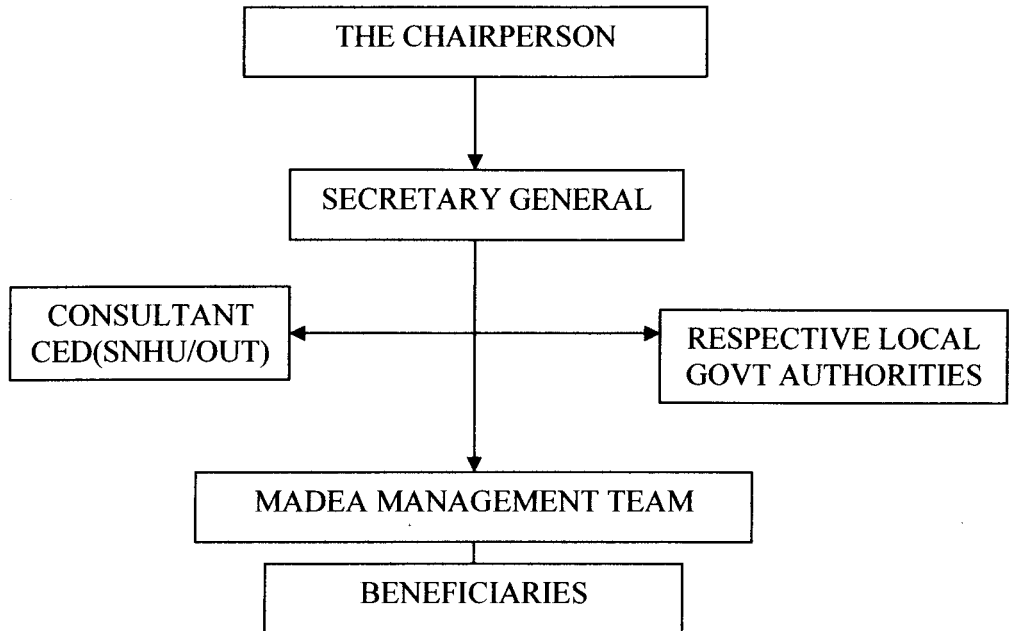 THE CHAIRPERSON
SECRETARY GENERAL
CONSULTANT
CED(SNHU/OUT)
RESPECTIVE LOCAL
GOVT AUTHORITIES
MADEA MANAGEMENT TEAM
BENEFICIARIES